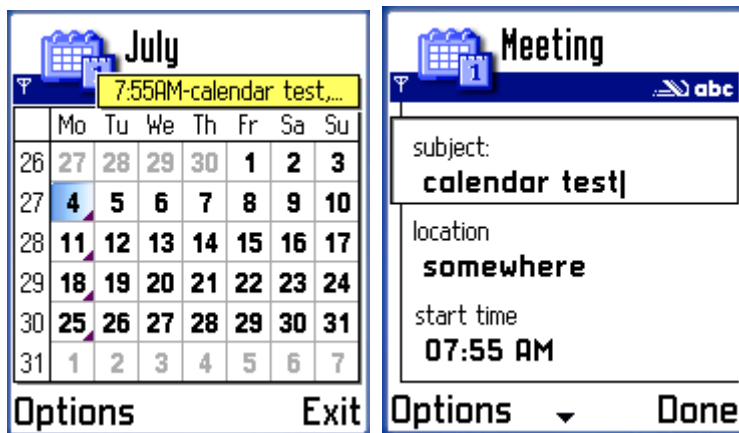 July
1
7:55AM-calendar test,...
Mo Tu We Th Fr Sa Su
26 27 28 29 30 1 2 3
27 4 5 6 7 8 9 10
28 11 12 13 14 15 16 17
29 18 19 20 21 22 23 24
30 25 26 27 28 29 30 31
31 1 2 3 4 5 6 7
Options Exit
Meeting
1
abc
subject:
calendar test
location
somewhere
start time
07:55 AM
Options Done